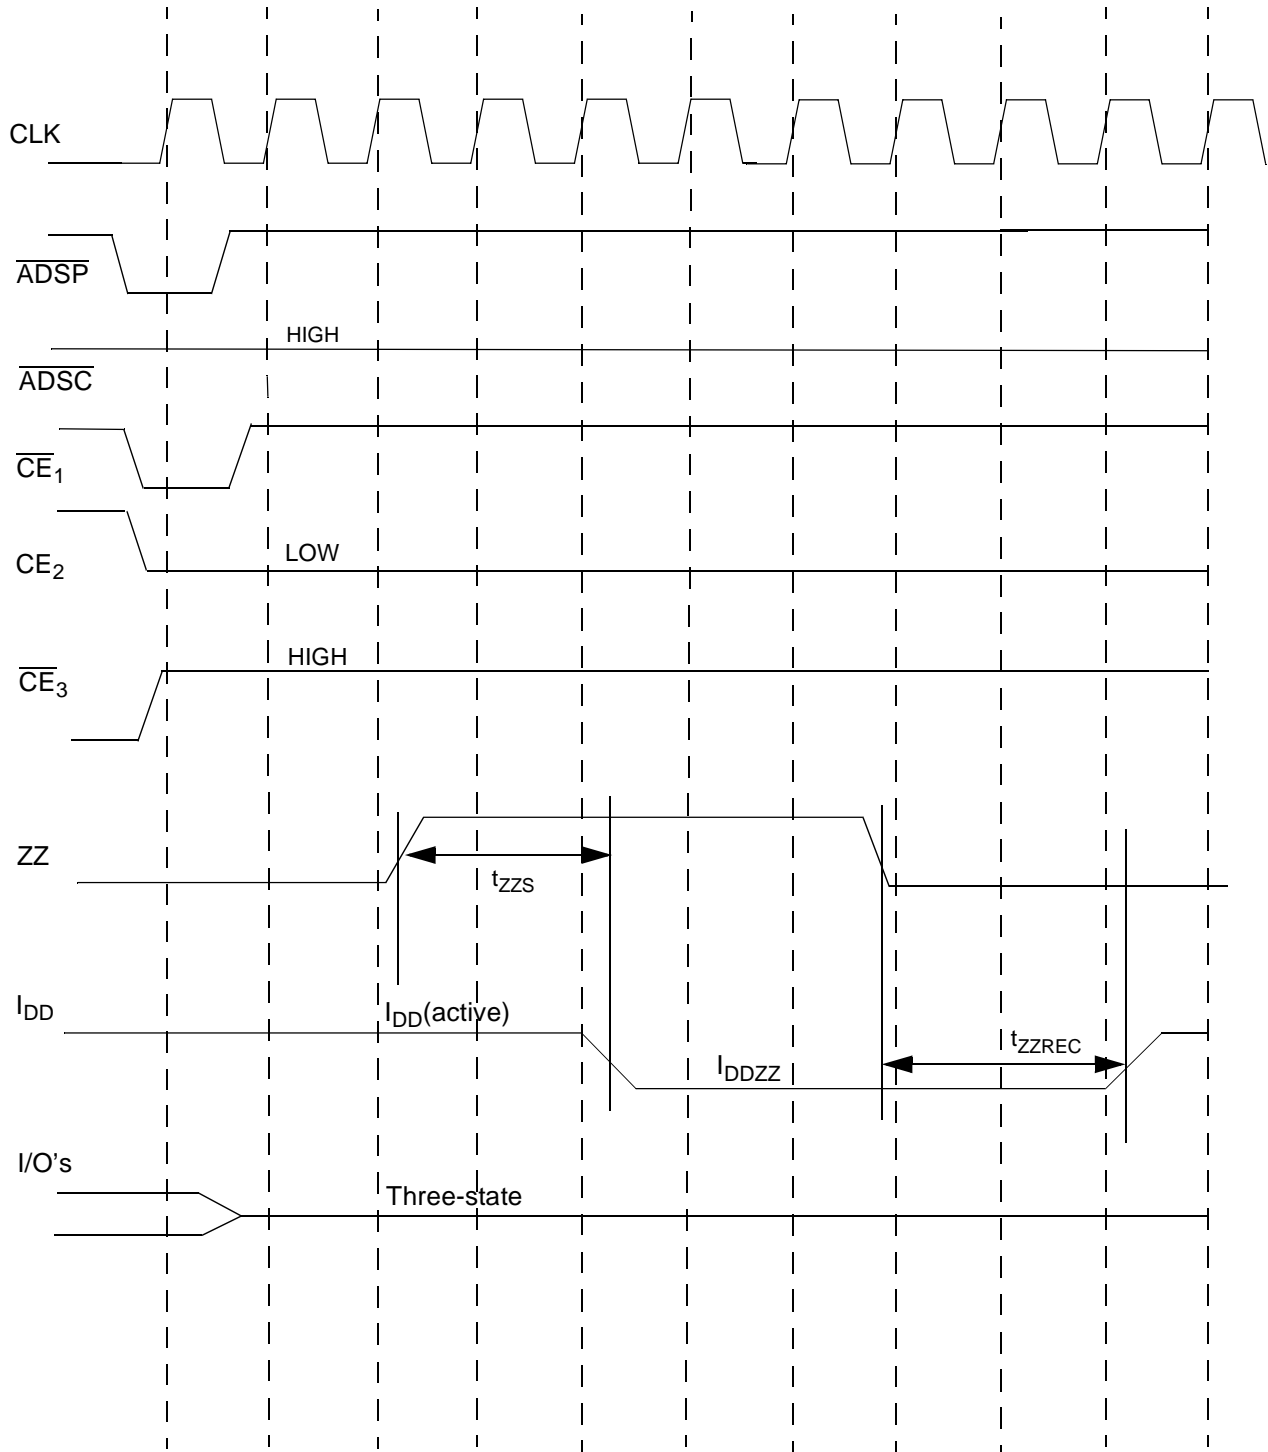 CLK
ADSP
HIGH
ADSC
CE1
LOW
CE2
HIGH
CE3
ZZ
tZZS
IDD
IDD(active)
tZZREC
IDDZZ
I/O's
Three-state